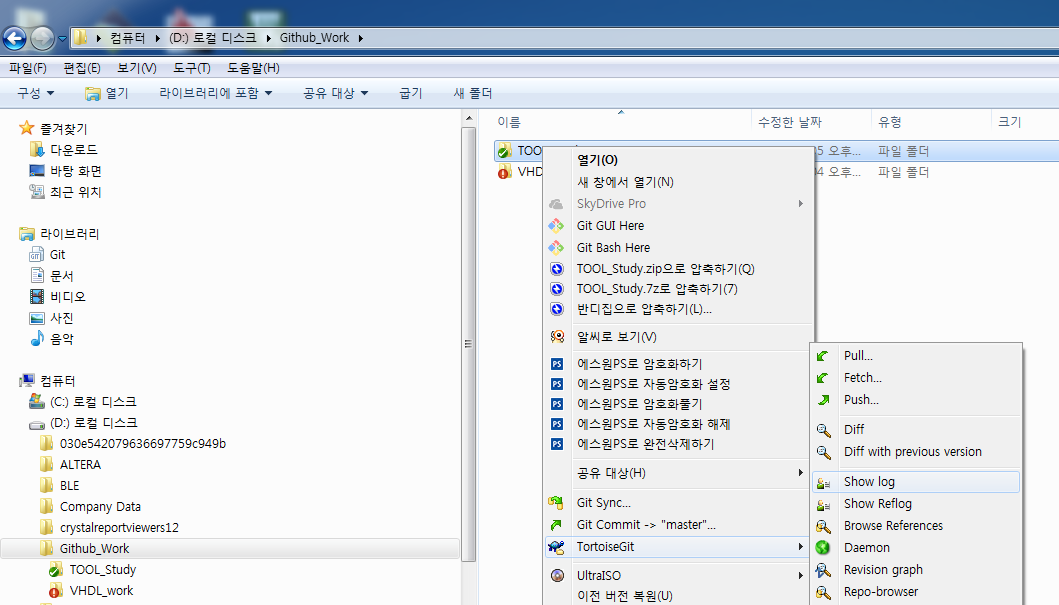 컴퓨터 (D:) 로컬 디스크 Github_Work
파일(F) 편집(E) 보기(V) 도구(T) 도움말(H)
구성 열기 라이브러리에 포함 공유 대상 굽기 새 폴더
즐겨찾기
다운로드
바탕 화면
최근 위치
라이브러리
Git
문서
비디오
사진
음악
컴퓨터
(C:) 로컬 디스크
(D:) 로컬 디스크
030e542079636697759c949b
ALTERA
BLE
Company Data
crystalreportviewers12
Github_Work
TOOL_Study
VHDL_work
이름 수정한 날짜 유형 크기
오후... 파일 폴더
오후... 파일 폴더
열기(O)
새 창에서 열기(N)
SkyDrive Pro
Git GUI Here
Git Bash Here
TOOL_Study.zip으로 압축하기(Q)
TOOL_Study.7z로 압축하기(7)
반디집으로 압축하기(L)...
알씨로 보기(V)
PS 에스원PS로 암호화하기
PS 에스원PS로 자동암호화 설정
PS 에스원PS로 암호화풀기
PS 에스원PS로 자동암호화 해제
PS 에스원PS로 완전삭제하기
공유 대상(H)
Git Sync...
Git Commit -> "master"...
TortoiseGit
UltraISO
이전 버전 복원(U)
Pull...
Fetch...
Push...
Diff
Diff with previous version
Show log
Show Reflog
Browse References
Daemon
Revision graph
Repo-browser